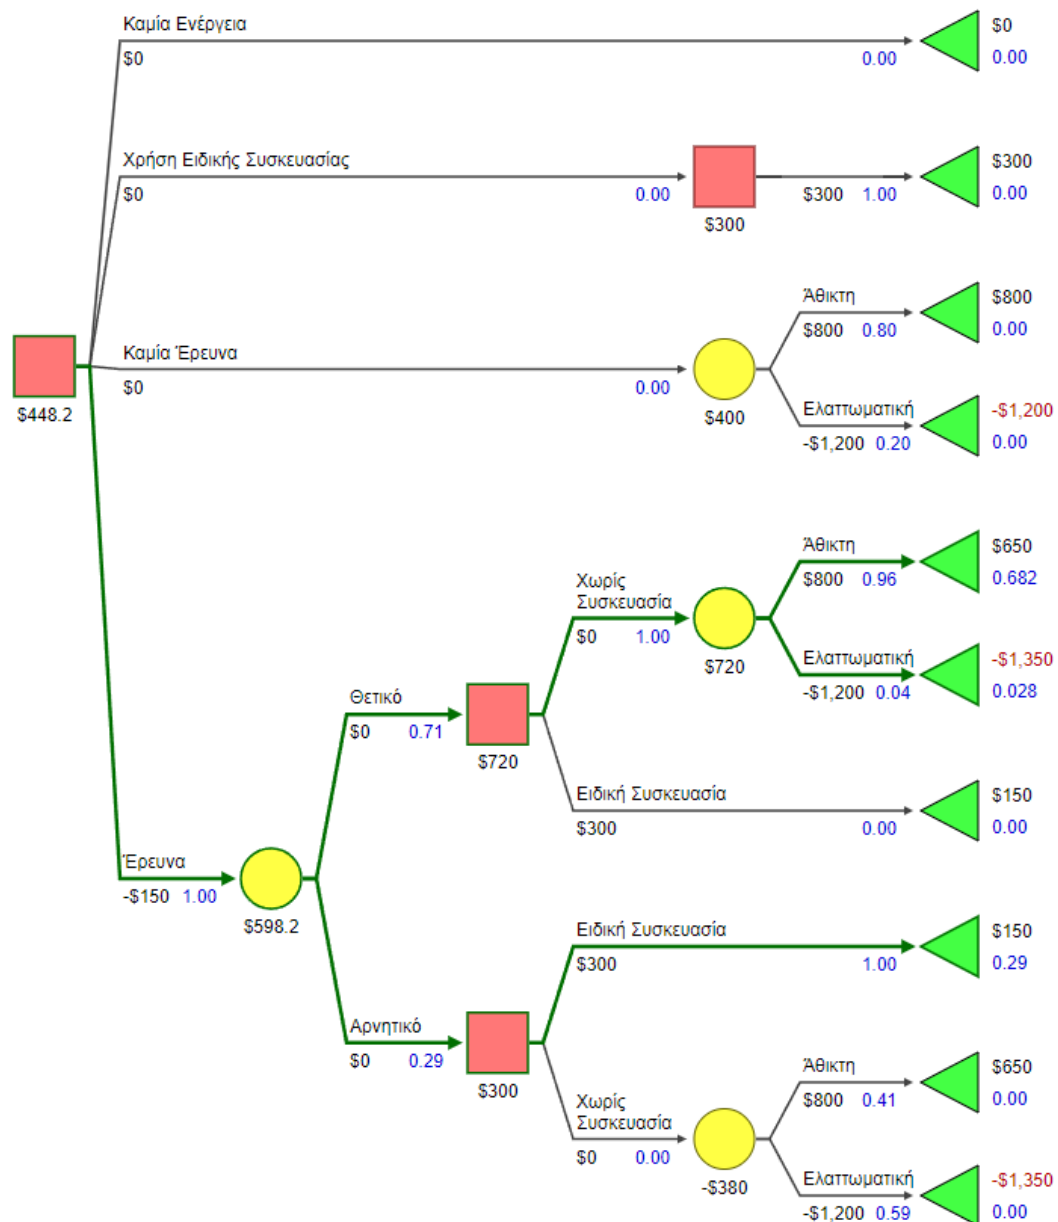 Καμία Ενέργεια
$0
0.00
$0
0.00
Χρήση Ειδικής Συσκευασίας
$0
0.00
$300
$300 1.00
$300
0.00
$448.2
Καμία Έρευνα
$0
0.00
$400
Άθικτη
$800 0.80
$800
0.00
Ελαττωματική
-$1,200 0.20
-$1,200
0.00
Έρευνα
-$150 1.00
$598.2
Θετικό
$0 0.71
$720
Χωρίς
Συσκευασία
$0 1.00
$720
Άθικτη
$800 0.96
$650
0.682
Ελαττωματική
-$1,200 0.04
-$1,350
0.028
Ειδική Συσκευασία
$300
0.00
$150
0.00
Αρνητικό
$0 0.29
$300
Ειδική Συσκευασία
$300
1.00
$150
0.29
Χωρίς
Συσκευασία
$0 0.00
-$380
Άθικτη
$800 0.41
$650
0.00
Ελαττωματική
-$1,200 0.59
-$1,350
0.00